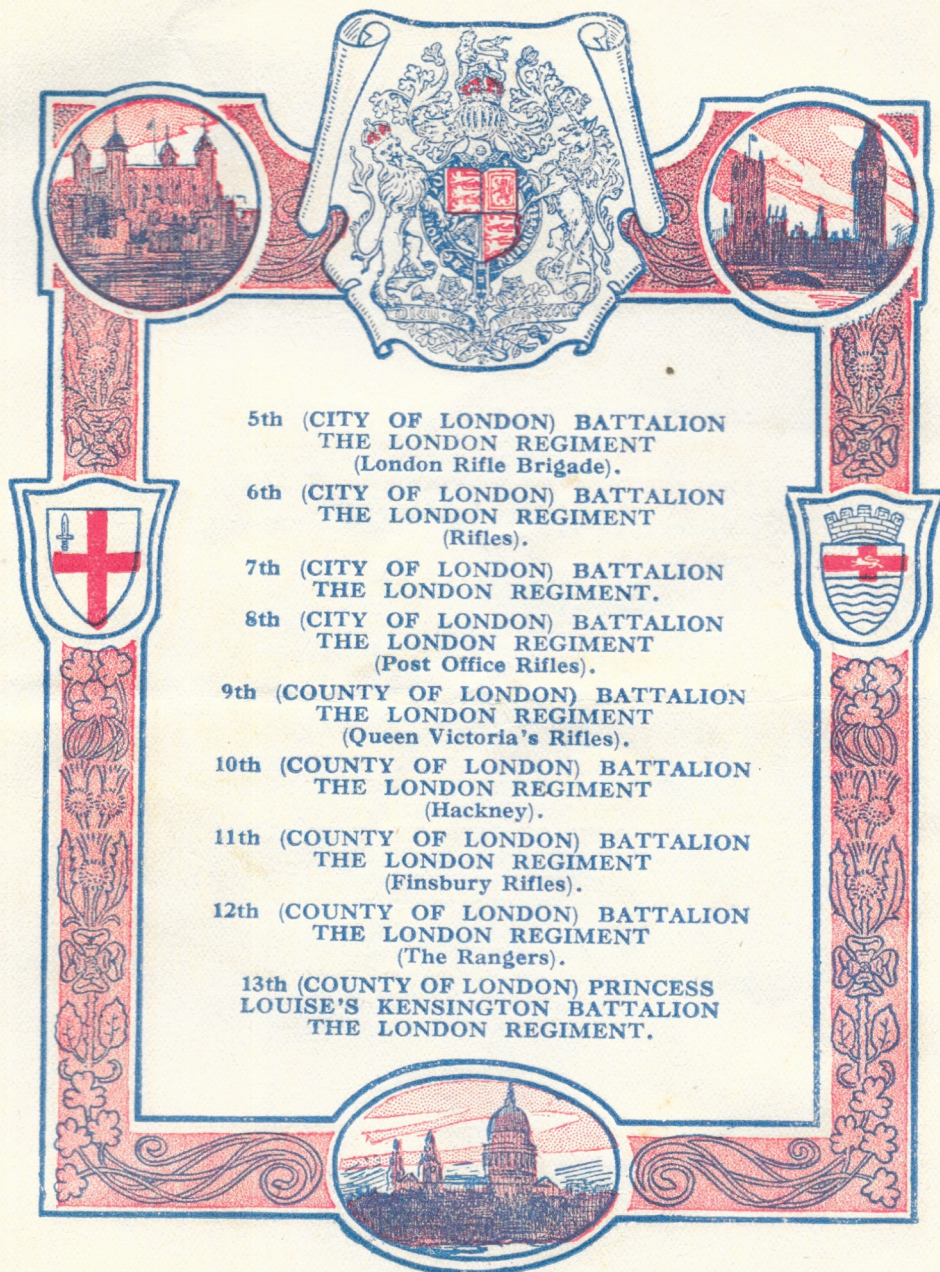 DIEU ET MON DROIT
5th (CITY OF LONDON) BATTALION
THE LONDON REGIMENT
(London Rifle Brigade).
6th (CITY OF LONDON) BATTALION
THE LONDON REGIMENT
(Rifles).
7th (CITY OF LONDON) BATTALION
THE LONDON REGIMENT.
8th (CITY OF LONDON) BATTALION
THE LONDON REGIMENT
(Post Office Rifles).
9th (COUNTY OF LONDON) BATTALION
THE LONDON REGIMENT
(Queen Victoria's Rifles).
10th (COUNTY OF LONDON) BATTALION
THE LONDON REGIMENT
(Hackney).
11th (COUNTY OF LONDON) BATTALION
THE LONDON REGIMENT
(Finsbury Rifles).
12th (COUNTY OF LONDON) BATTALION
THE LONDON REGIMENT
(The Rangers).
13th (COUNTY OF LONDON) PRINCESS
LOUISE'S KENSINGTON BATTALION
THE LONDON REGIMENT.